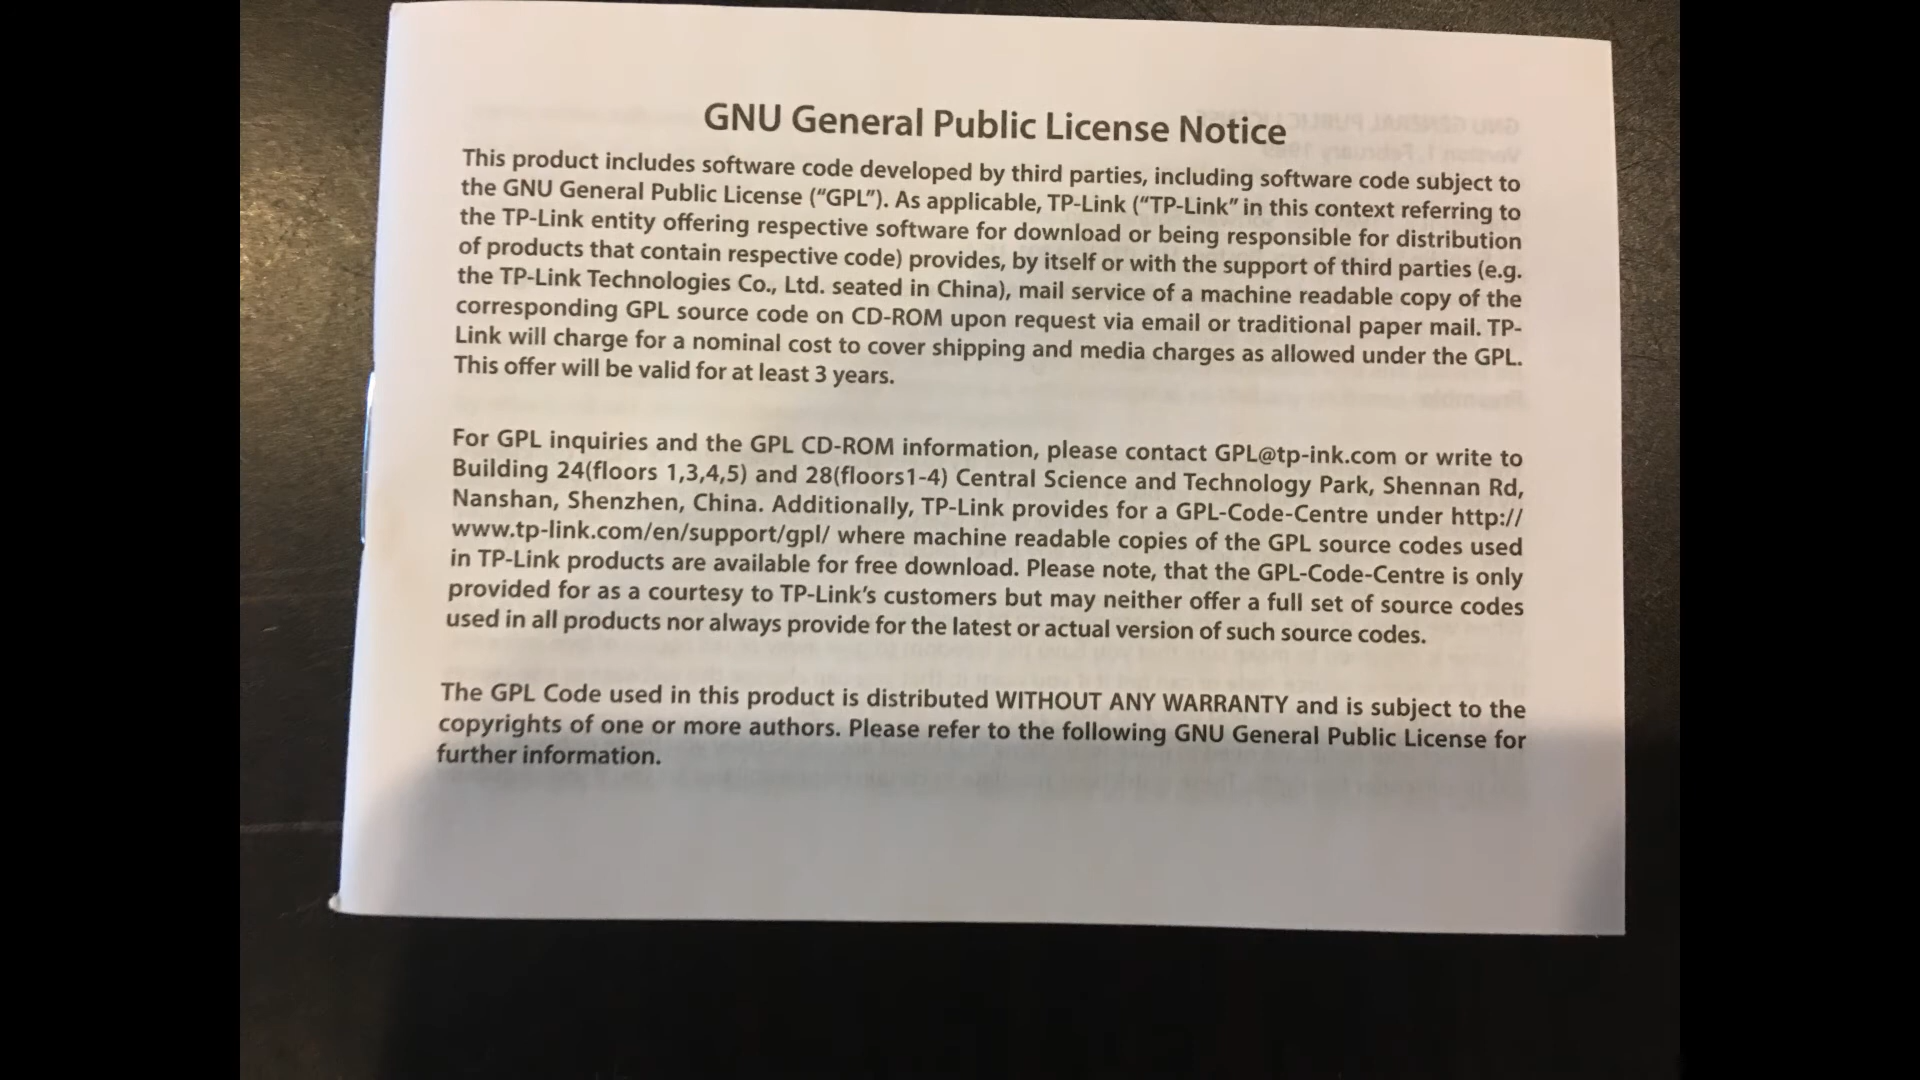 GNU General Public License Notice
This product includes software code developed by third parties, including software code subject to
the GNU General Public License (“GPL”). As applicable, TP-Link (“TP-Link” in this context referring to
the TP-Link entity offering respective software for download or being responsible for distribution
of products that contain respective code) provides, by itself or with the support of third parties (e.g.
the TP-Link Technologies Co., Ltd. seated in China), mail service of a machine readable copy of the
corresponding GPL source code on CD-ROM upon request via email or traditional paper mail. TP-
Link will charge for a nominal cost to cover shipping and media charges as allowed under the GPL.
This offer will be valid for at least 3 years.
For GPL inquiries and the GPL CD-ROM information, please contact GPL@tp-ink.com or write to
Building 24(floors 1,3,4,5) and 28(floors1-4) Central Science and Technology Park, Shennan Rd,
Nanshan, Shenzhen, China. Additionally, TP-Link provides for a GPL-Code-Centre under http://
www.tp-link.com/en/support/gpl/ where machine readable copies of the GPL source codes used
in TP-Link products are available for free download. Please note, that the GPL-Code-Centre is only
provided for as a courtesy to TP-Link’s customers but may neither offer a full set of source codes
used in all products nor always provide for the latest or actual version of such source codes.
The GPL Code used in this product is distributed WITHOUT ANY WARRANTY and is subject to the
copyrights of one or more authors. Please refer to the following GNU General Public License for
further information.